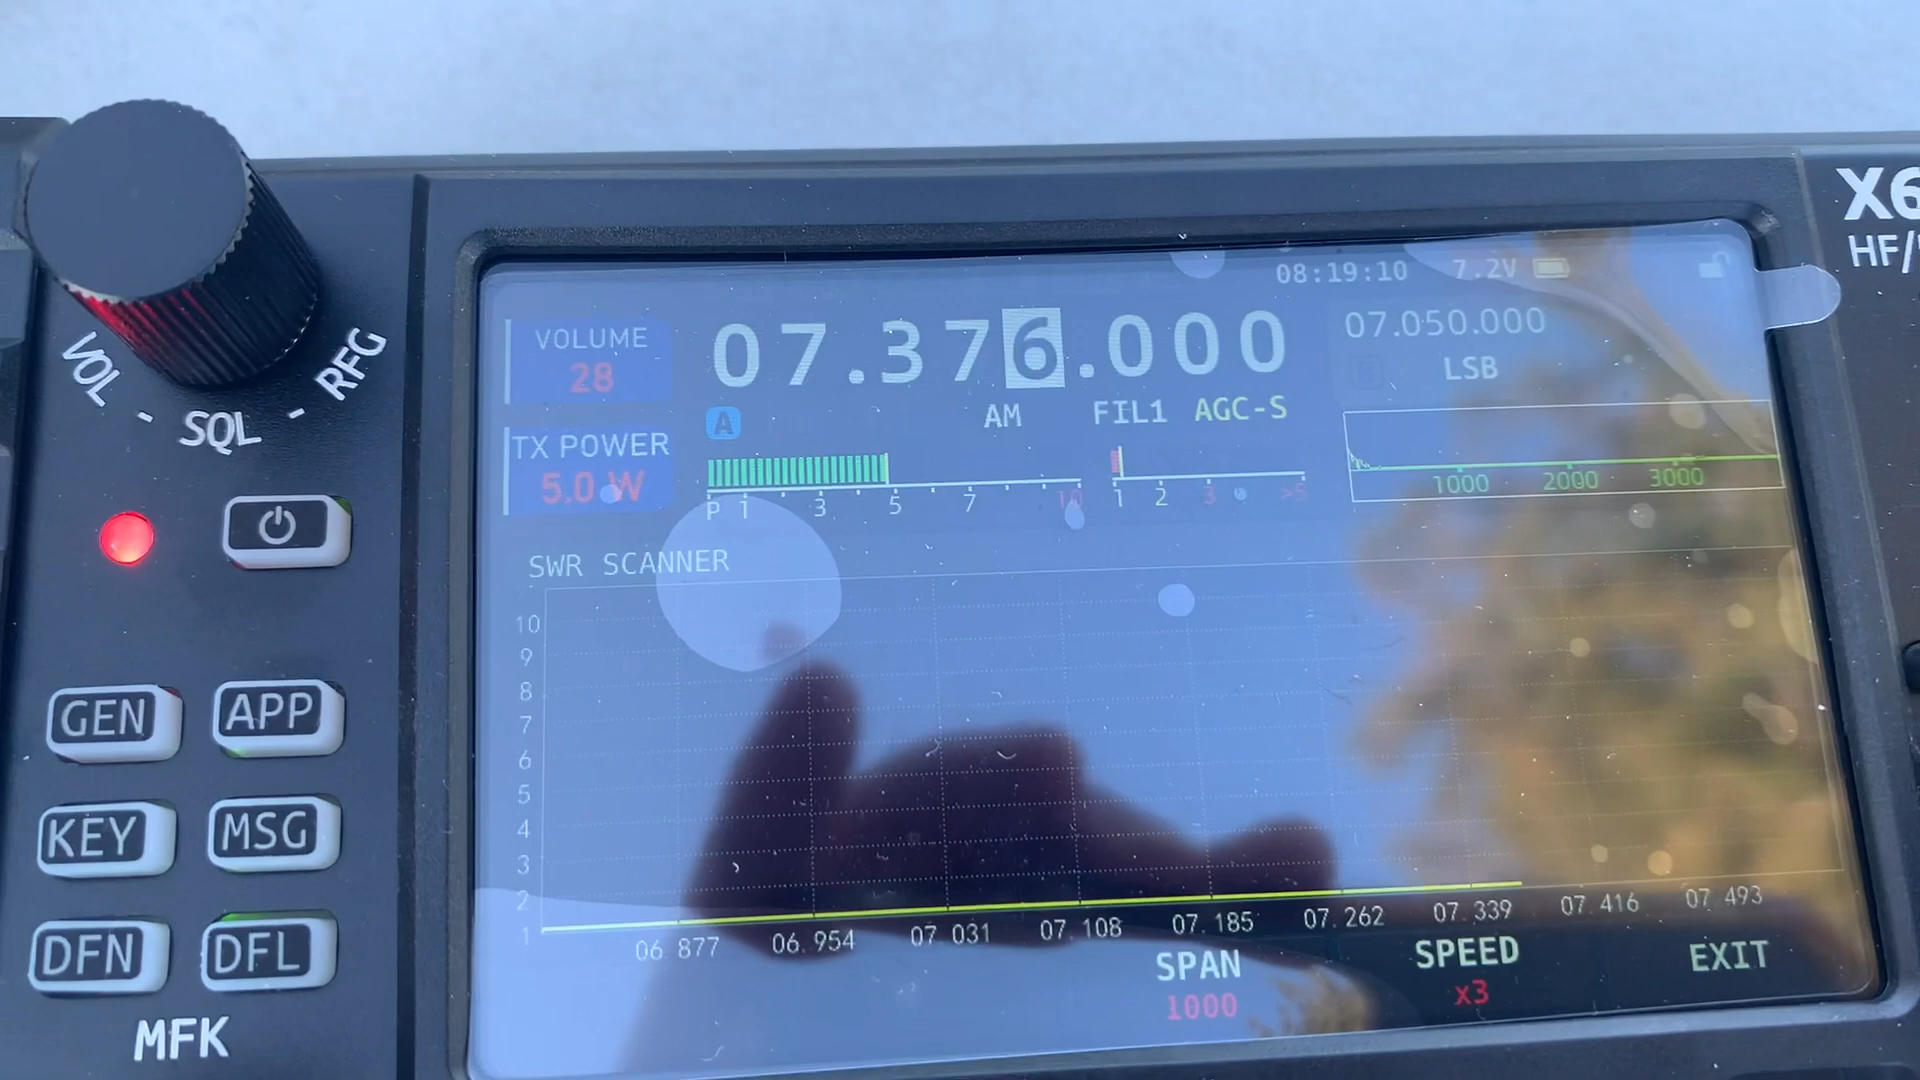 X6
HF/
08:19:10 7.2V
VOLUME
28
07.376.000
07.050.000
LSB
A
AM FIL1 AGC-S
TX POWER
5.0 W
P 1 3 5 7 10
1 2 3 >5
1000 2000 3000
VOL - SQL - RFG
SWR SCANNER
10
9
8
7
6
5
4
3
2
1
06.877 06.954 07.031 07.108 07.185 07.262 07.339 07.416 07.493
SPAN
1000
SPEED
x3
EXIT
GEN APP
KEY MSG
DFN DFL
MFK